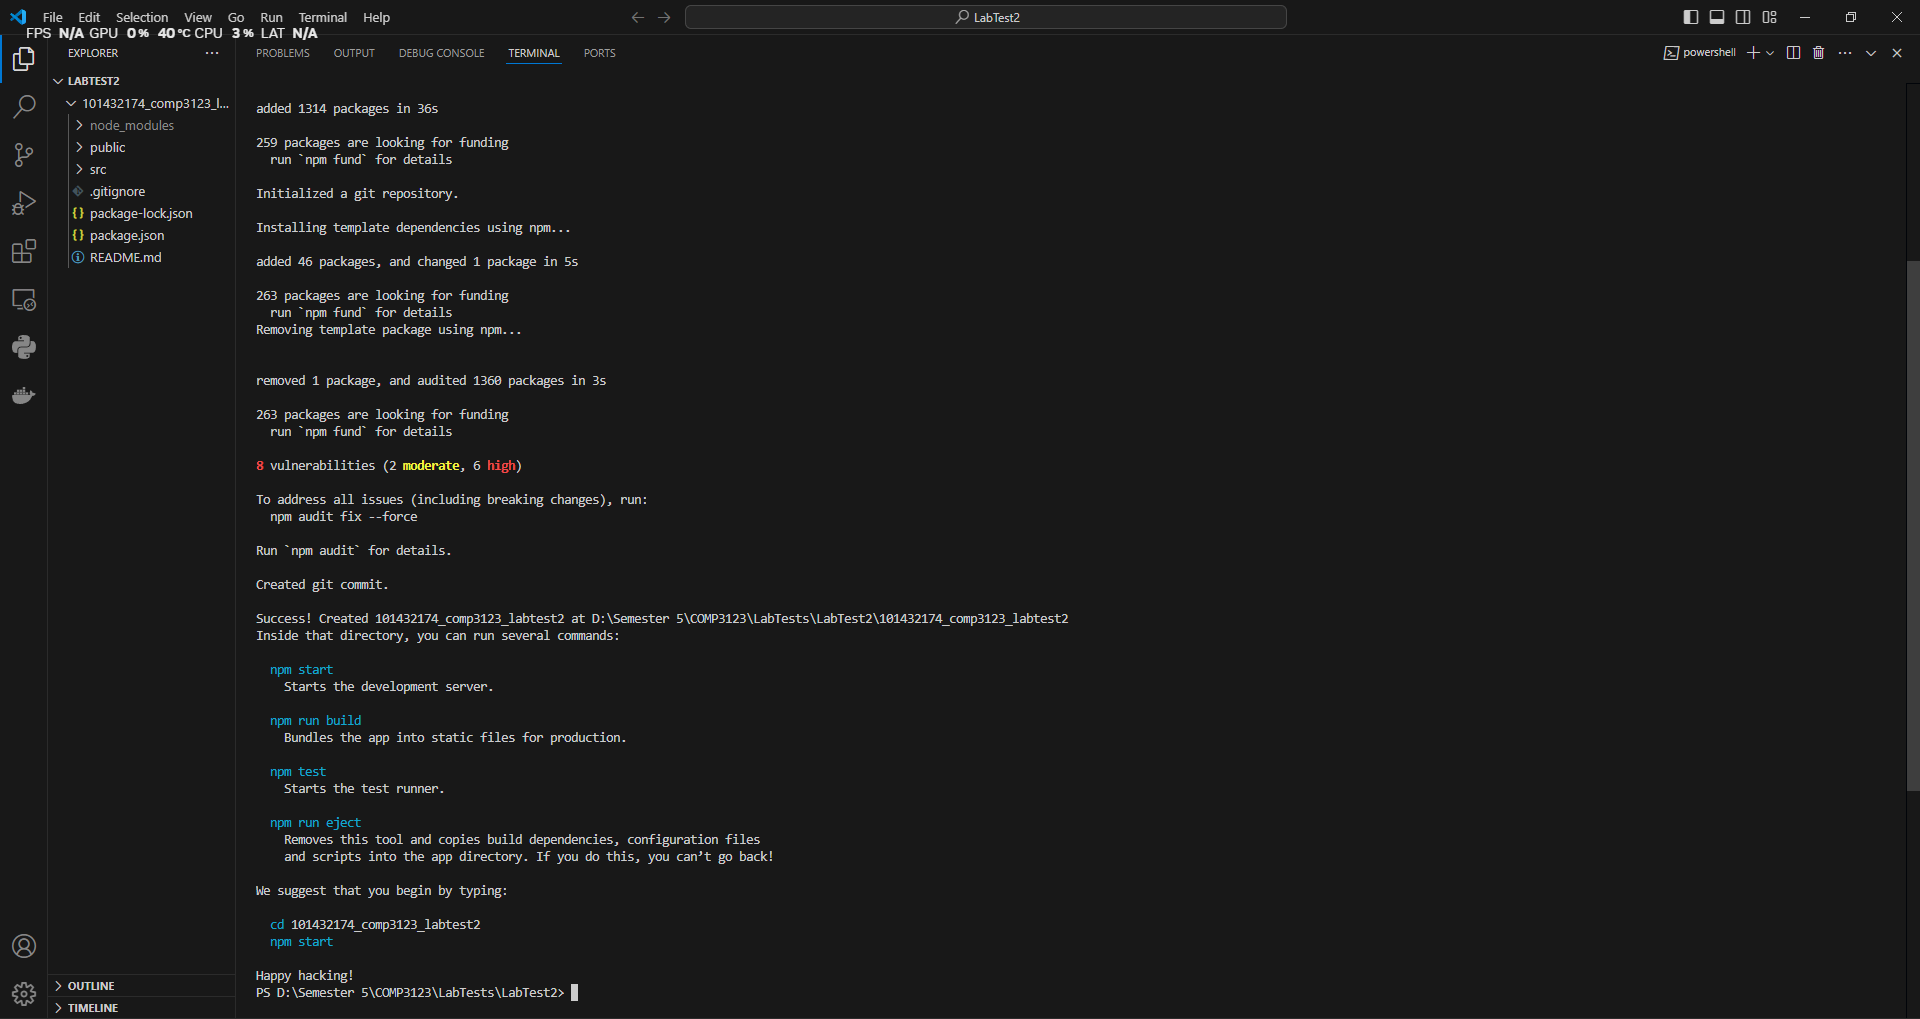 File Edit Selection View Go Run Terminal Help
LabTest2
FPS N/A GPU 0 % 40 °C CPU 3 % LAT N/A
EXPLORER
PROBLEMS OUTPUT DEBUG CONSOLE TERMINAL PORTS
powershell
LABTEST2
101432174_comp3123_l...
node_modules
public
src
.gitignore
package-lock.json
package.json
README.md
OUTLINE
TIMELINE
added 1314 packages in 36s
259 packages are looking for funding
run `npm fund` for details
Initialized a git repository.
Installing template dependencies using npm...
added 46 packages, and changed 1 package in 5s
263 packages are looking for funding
run `npm fund` for details
Removing template package using npm...
removed 1 package, and audited 1360 packages in 3s
263 packages are looking for funding
run `npm fund` for details
8 vulnerabilities (2 moderate, 6 high)
To address all issues (including breaking changes), run:
npm audit fix --force
Run `npm audit` for details.
Created git commit.
Success! Created 101432174_comp3123_labtest2 at D:\Semester 5\COMP3123\LabTests\LabTest2\101432174_comp3123_labtest2
Inside that directory, you can run several commands:
npm start
Starts the development server.
npm run build
Bundles the app into static files for production.
npm test
Starts the test runner.
npm run eject
Removes this tool and copies build dependencies, configuration files
and scripts into the app directory. If you do this, you can’t go back!
We suggest that you begin by typing:
cd 101432174_comp3123_labtest2
npm start
Happy hacking!
PS D:\Semester 5\COMP3123\LabTests\LabTest2>